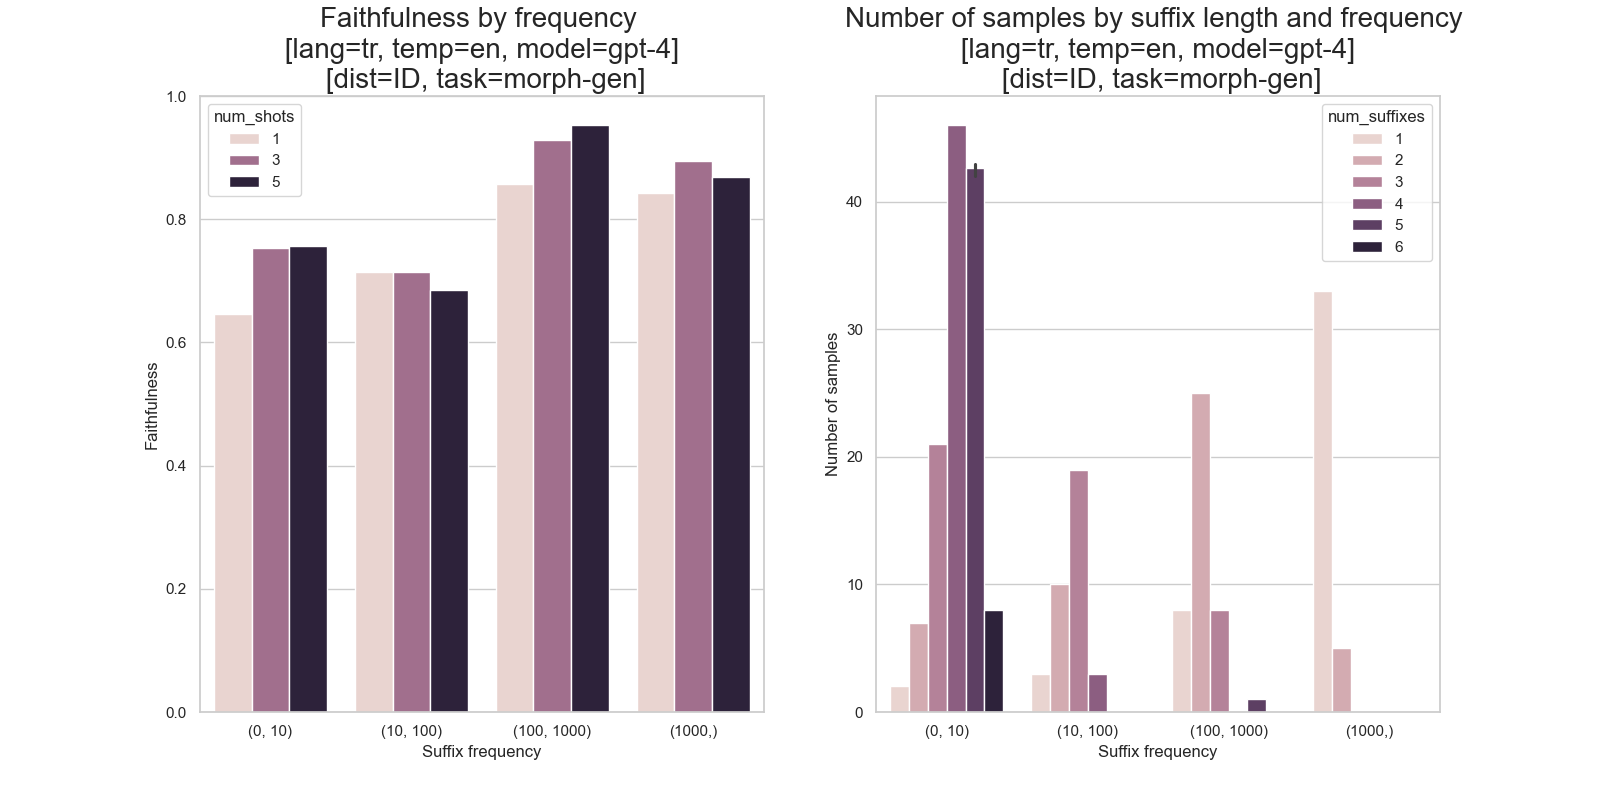 Faithfulness by frequency
[lang=tr, temp=en, model=gpt-4]
[dist=ID, task=morph-gen]
num_shots
1
3
5
1.0
0.8
0.6
0.4
0.2
0.0
Faithfulness
(0, 10)
(10, 100)
(100, 1000)
(1000,)
Suffix frequency
Number of samples by suffix length and frequency
[lang=tr, temp=en, model=gpt-4]
[dist=ID, task=morph-gen]
num_suffixes
1
2
3
4
5
6
40
30
20
10
0
Number of samples
(0, 10)
(10, 100)
(100, 1000)
(1000,)
Suffix frequency